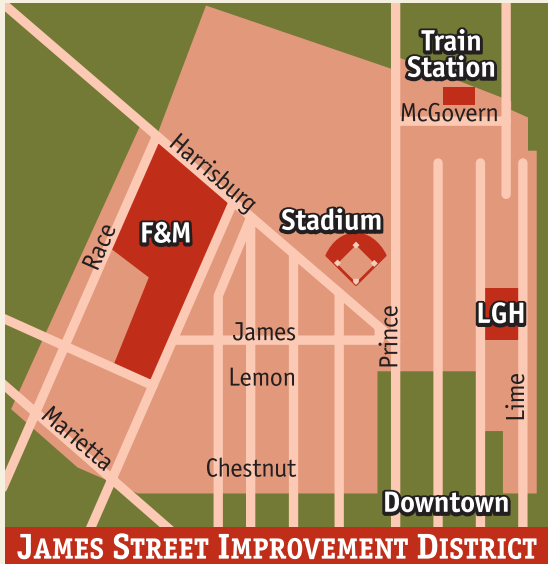 Train
Station
McGovern
Harrisburg
Stadium
F&M
Race
LGH
James
Prince
Lemon
Lime
Marietta
Chestnut
Downtown
JAMES STREET IMPROVEMENT DISTRICT